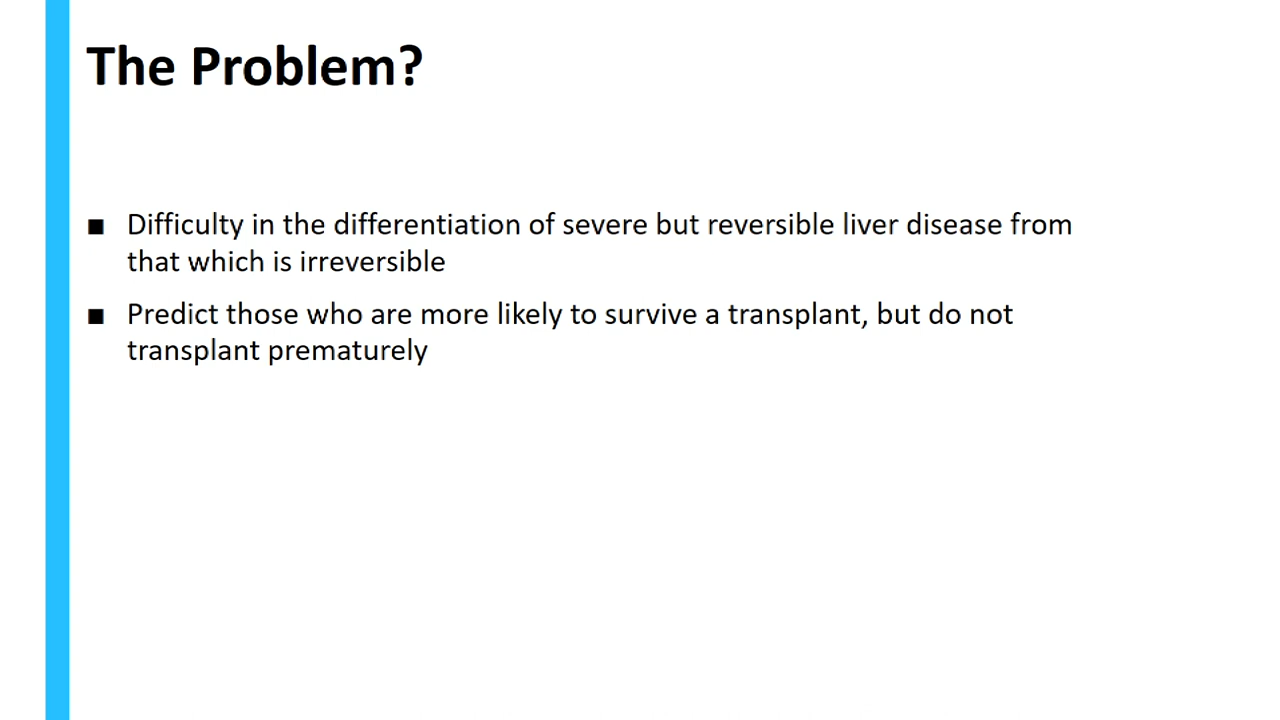 The Problem?
▪ Difficulty in the differentiation of severe but reversible liver disease from
that which is irreversible
▪ Predict those who are more likely to survive a transplant, but do not
transplant prematurely